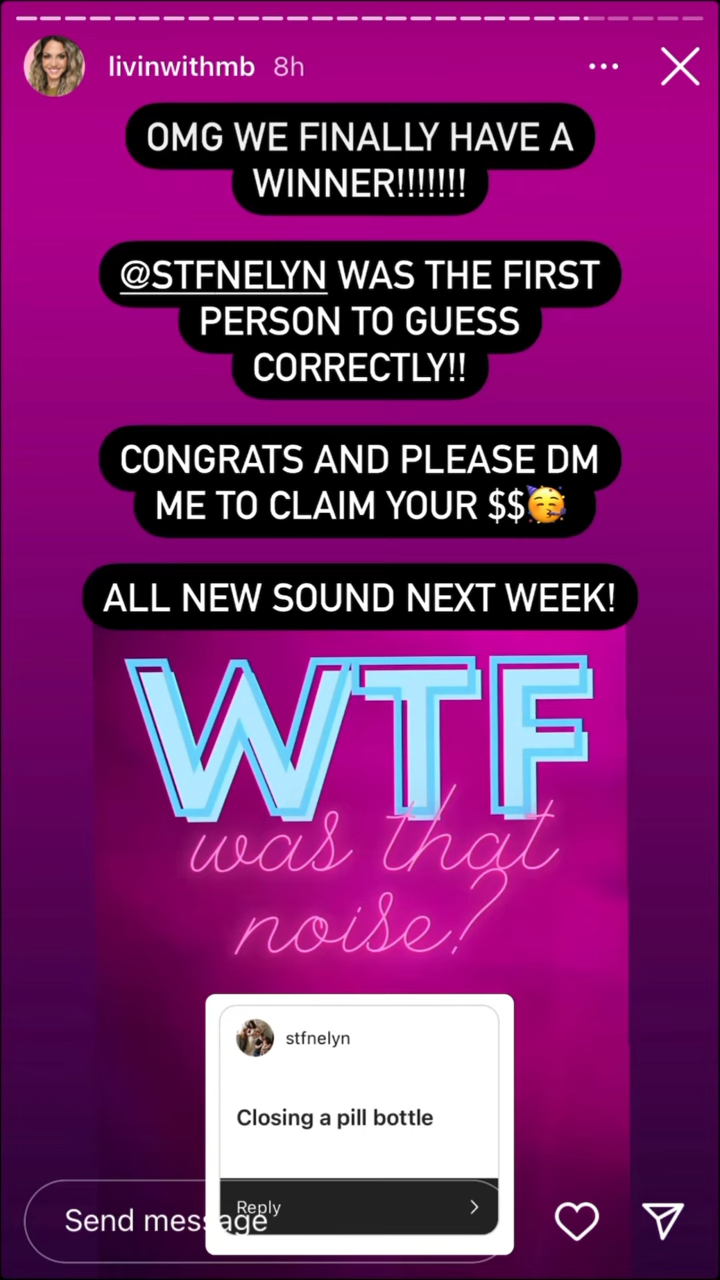 livinwithmb 8h
OMG WE FINALLY HAVE A
WINNER!!!!!!!
@STFNELYN WAS THE FIRST
PERSON TO GUESS
CORRECTLY!!
CONGRATS AND PLEASE DM
ME TO CLAIM YOUR $$🥳
ALL NEW SOUND NEXT WEEK!
WTF
was that
noise?
stfnelyn
Closing a pill bottle
Reply
Send message